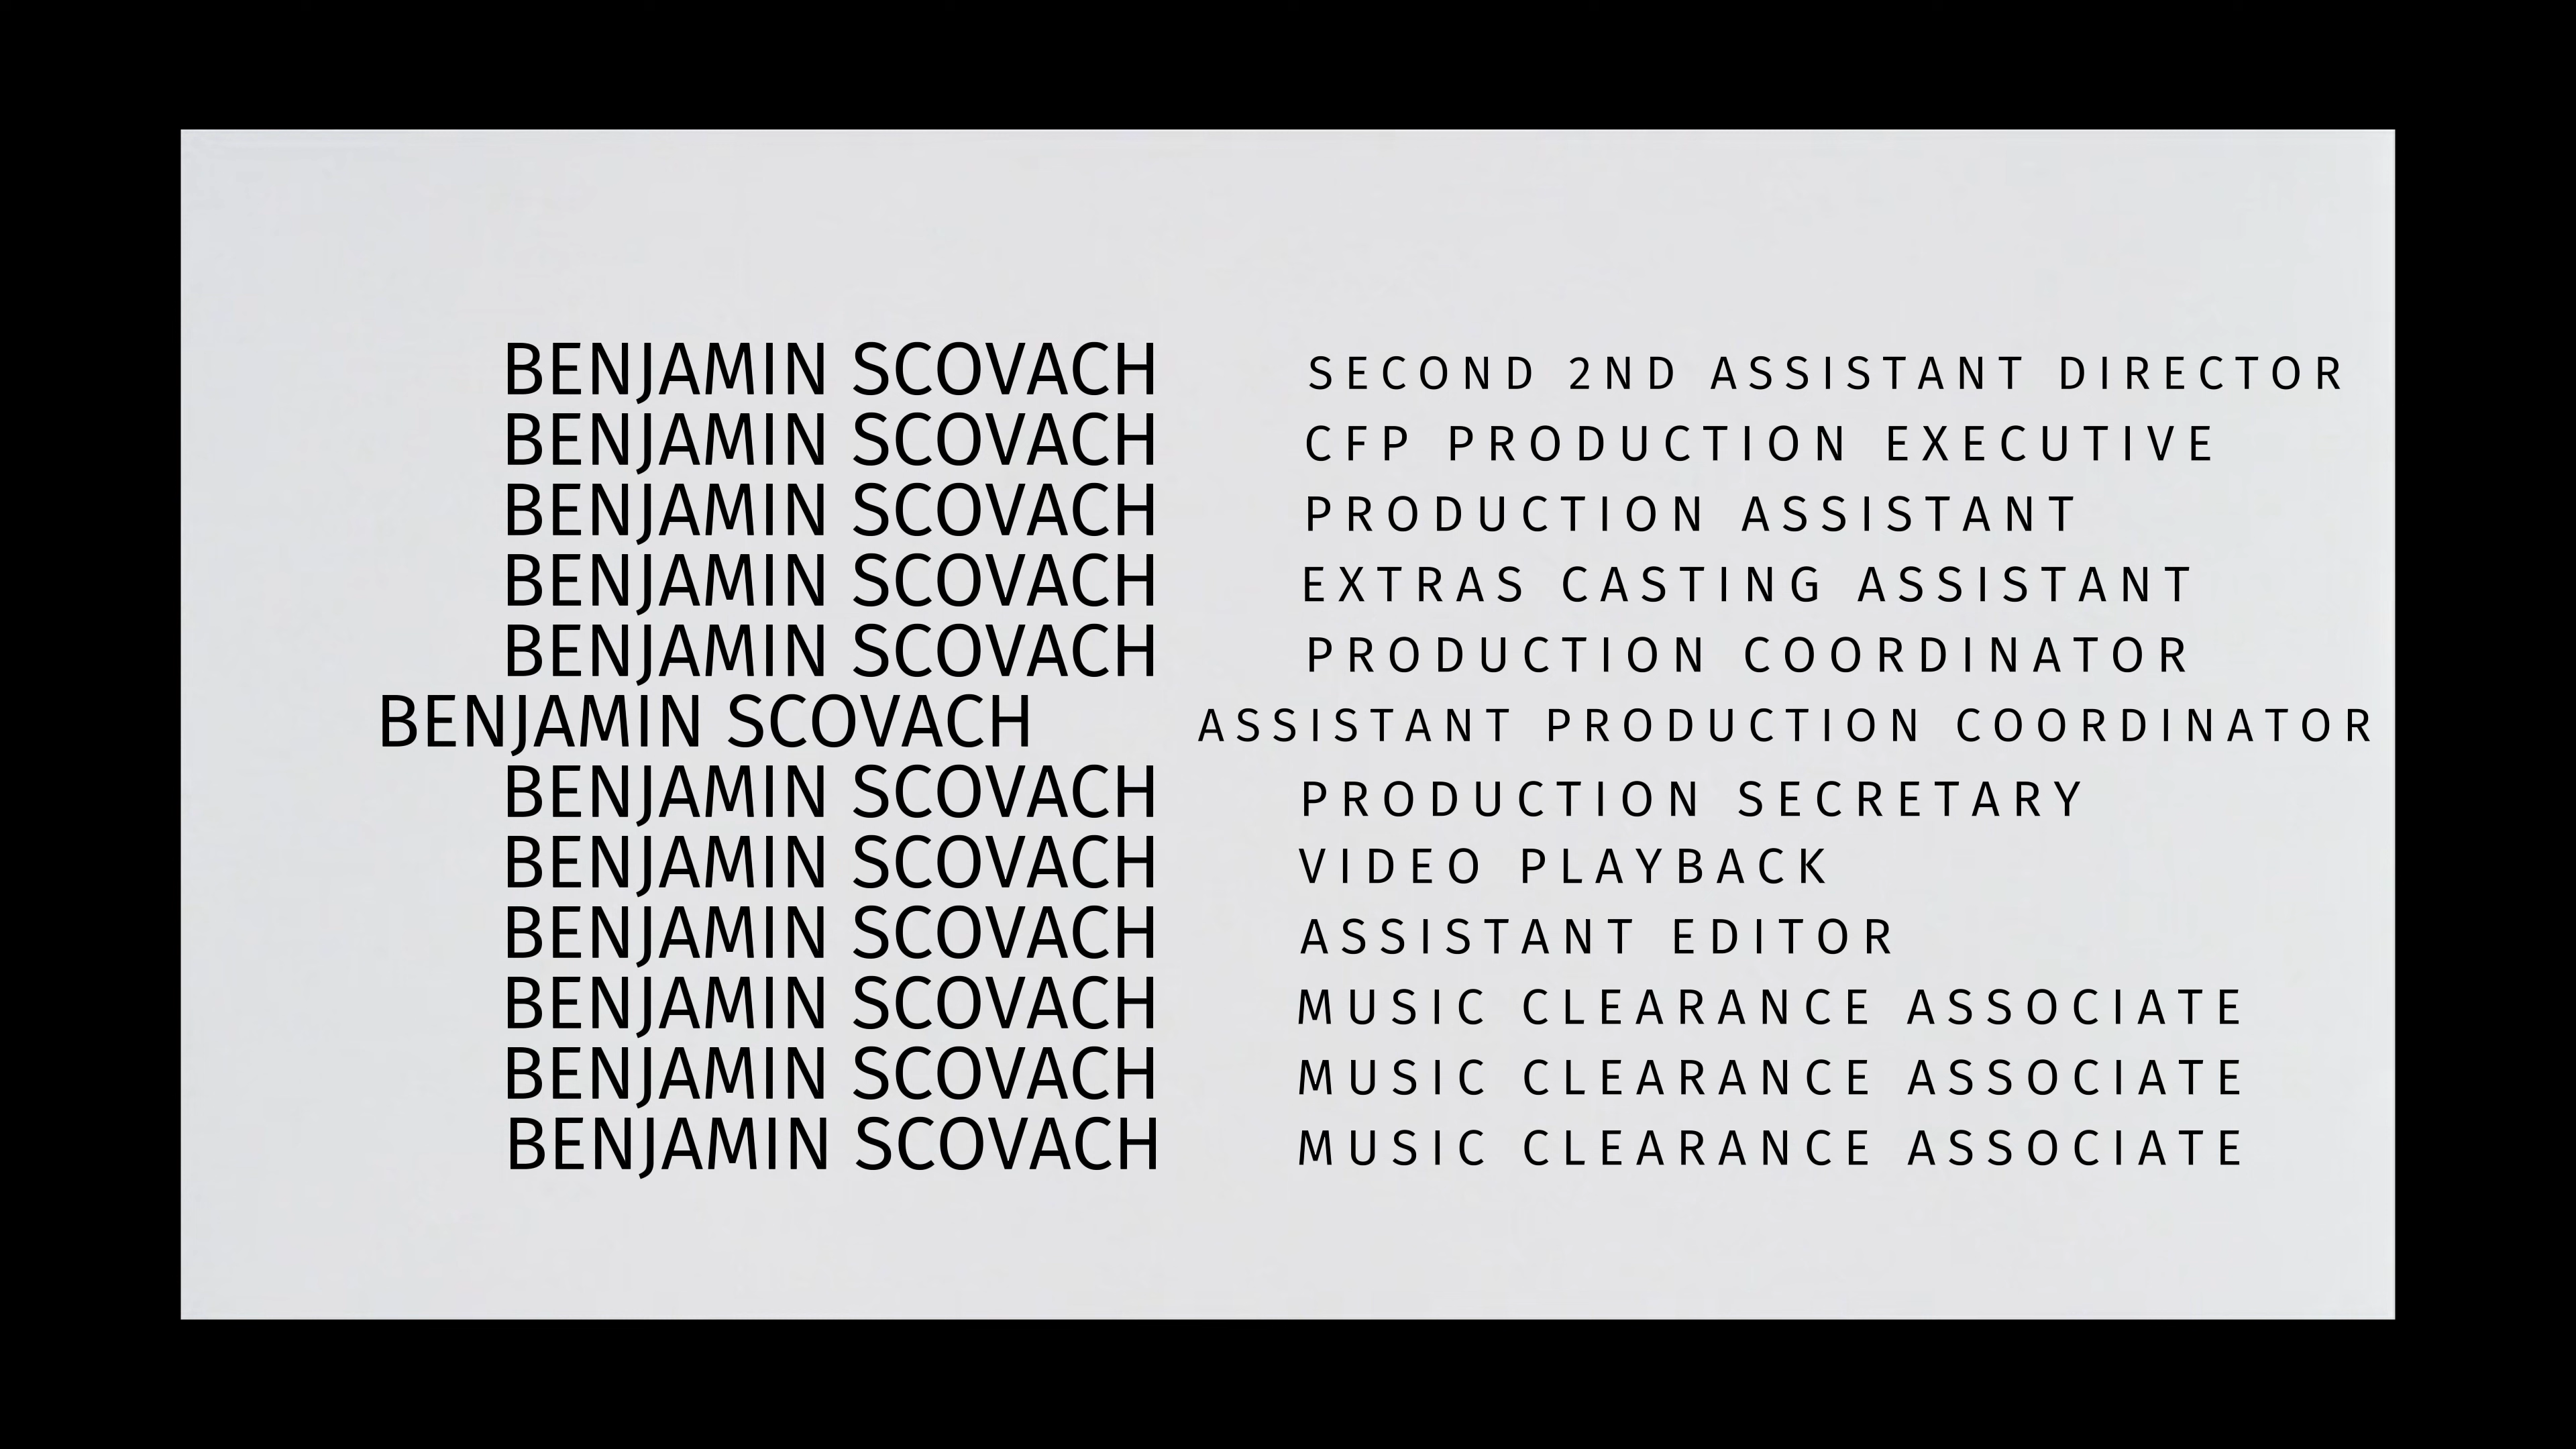 BENJAMIN SCOVACH SECOND 2ND ASSISTANT DIRECTOR
BENJAMIN SCOVACH CFP PRODUCTION EXECUTIVE
BENJAMIN SCOVACH PRODUCTION ASSISTANT
BENJAMIN SCOVACH EXTRAS CASTING ASSISTANT
BENJAMIN SCOVACH PRODUCTION COORDINATOR
BENJAMIN SCOVACH ASSISTANT PRODUCTION COORDINATOR
BENJAMIN SCOVACH PRODUCTION SECRETARY
BENJAMIN SCOVACH VIDEO PLAYBACK
BENJAMIN SCOVACH ASSISTANT EDITOR
BENJAMIN SCOVACH MUSIC CLEARANCE ASSOCIATE
BENJAMIN SCOVACH MUSIC CLEARANCE ASSOCIATE
BENJAMIN SCOVACH MUSIC CLEARANCE ASSOCIATE